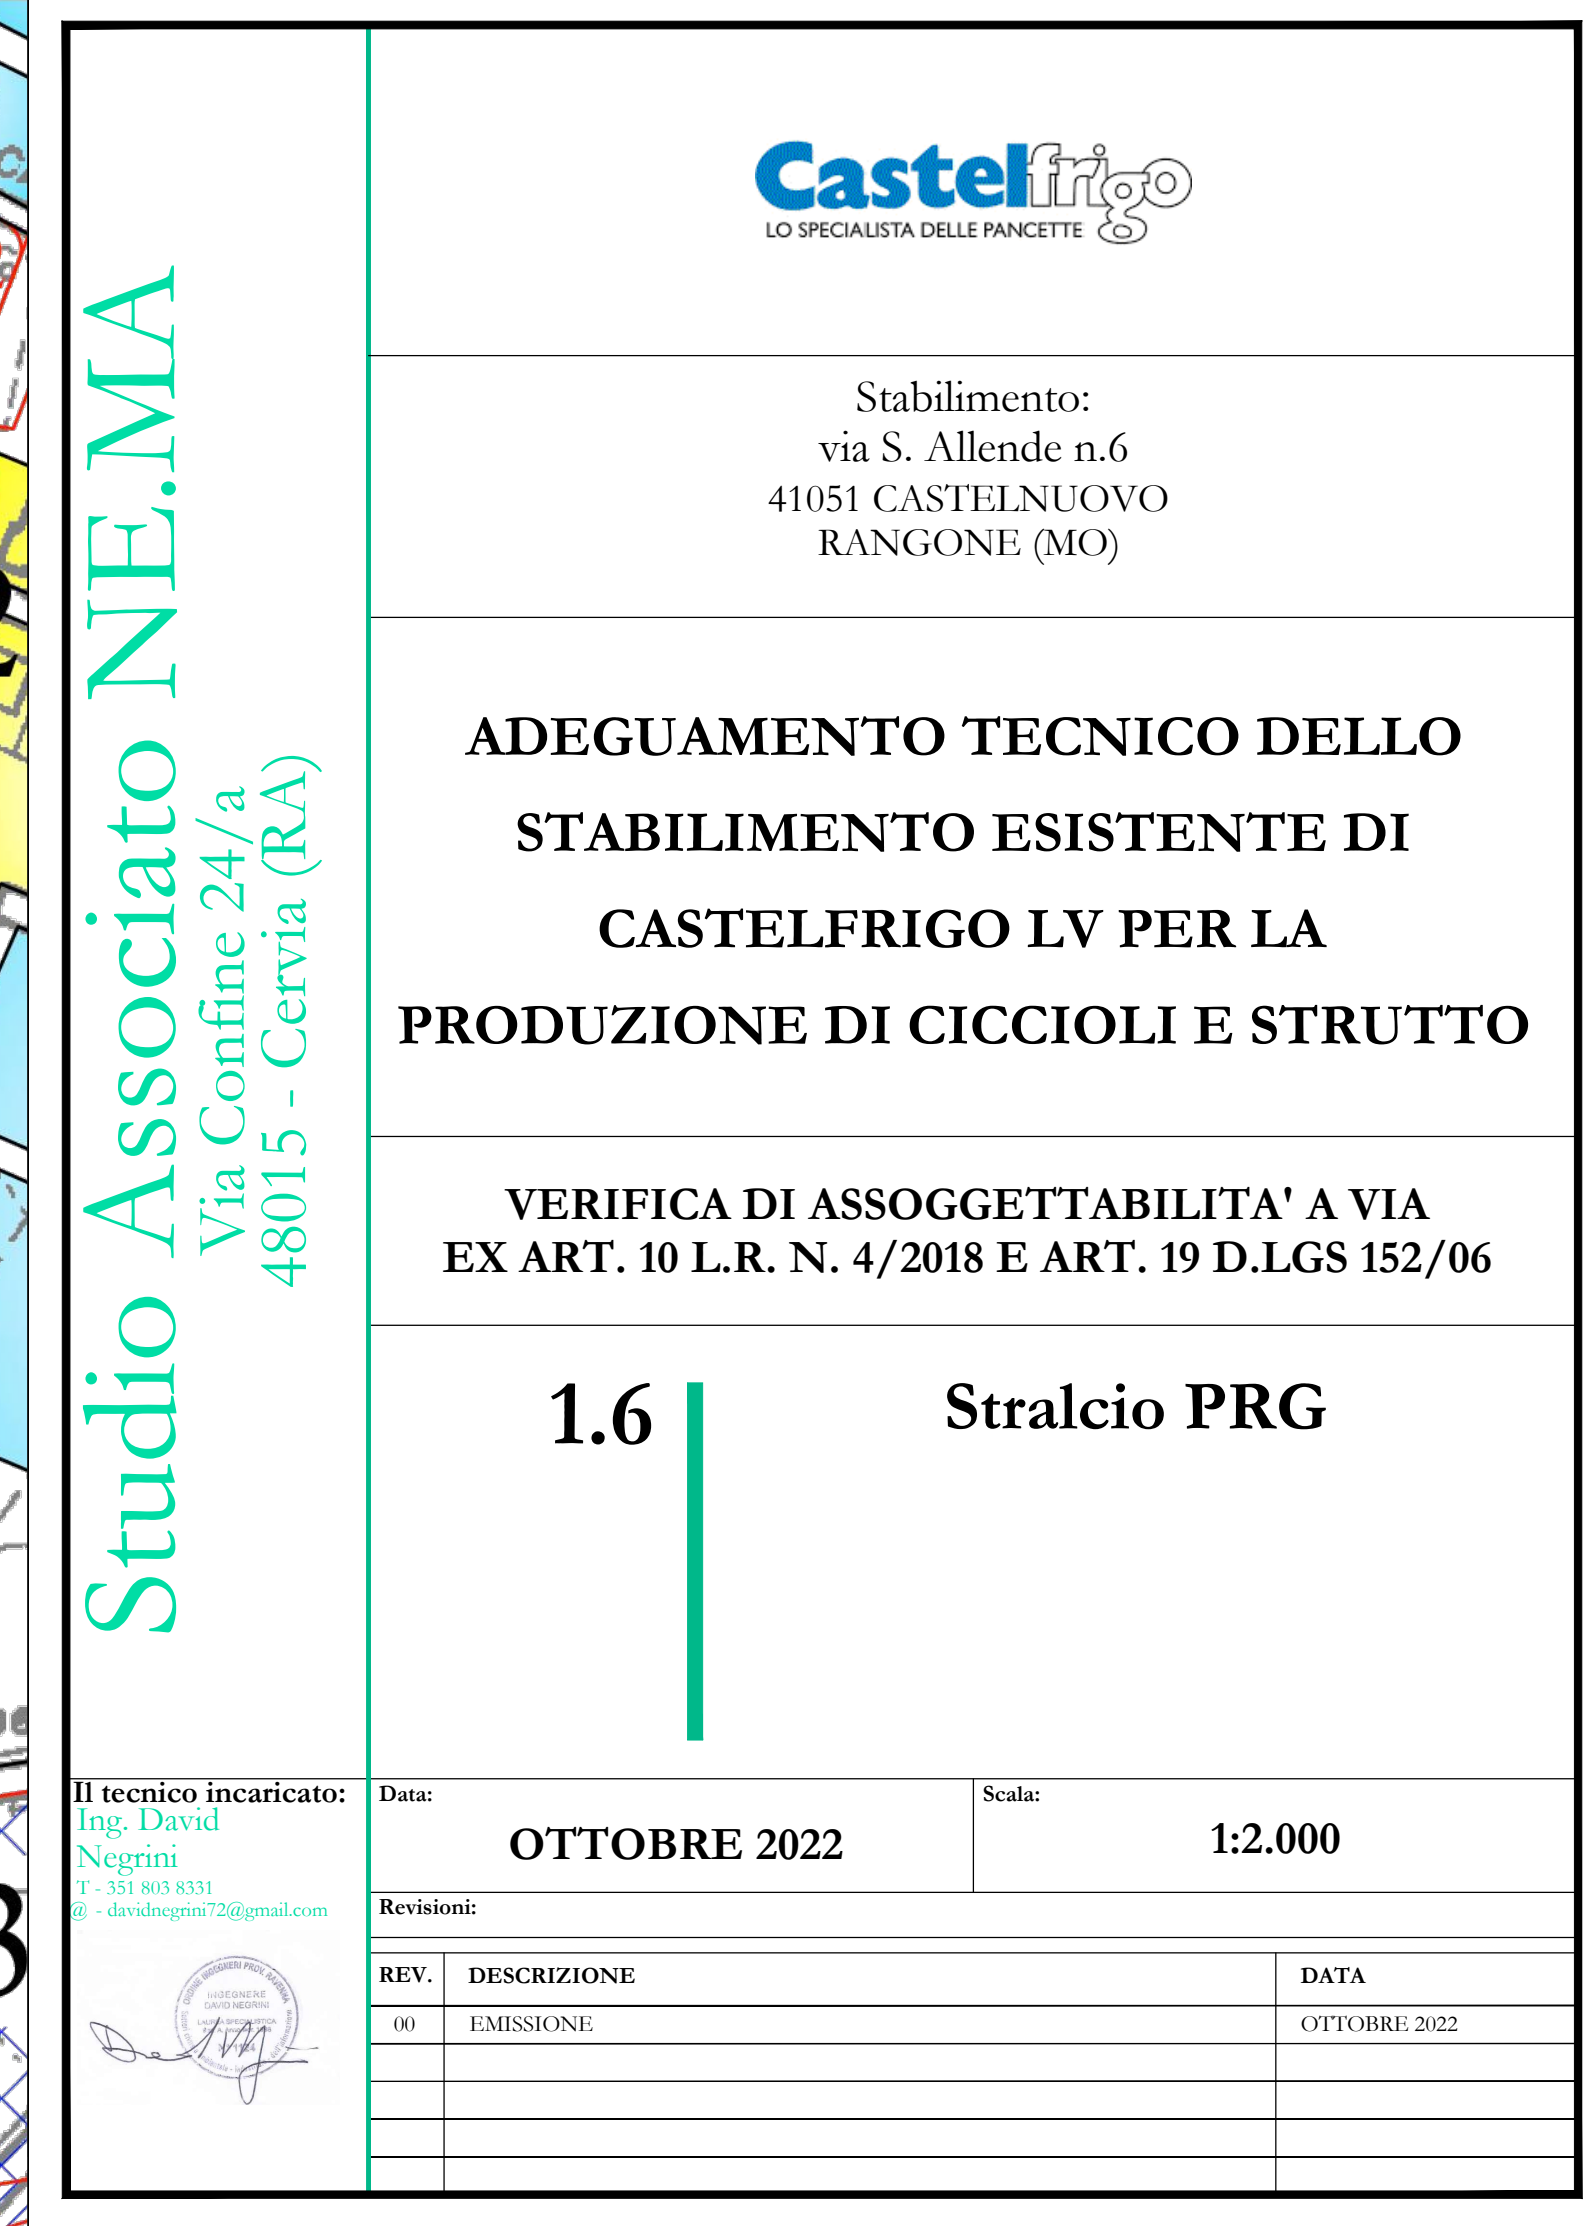 Castelfrigo
LO SPECIALISTA DELLE PANCETTE
Stabilimento:
via S. Allende n.6
41051 CASTELNUOVO
RANGONE (MO)
ADEGUAMENTO TECNICO DELLO
STABILIMENTO ESISTENTE DI
CASTELFRIGO LV PER LA
PRODUZIONE DI CICCIOLI E STRUTTO
VERIFICA DI ASSOGGETTABILITA' A VIA
EX ART. 10 L.R. N. 4/2018 E ART. 19 D.LGS 152/06
1.6
Stralcio PRG
Studio Associato NE.MA
Via Confine 24/a
48015 - Cervia (RA)
Il tecnico incaricato:
Ing. David
Negrini
T - 351 803 8331
@ - davidnegrini72@gmail.com
INGEGNERE
DAVID NEGRINI
Data:
OTTOBRE 2022
Scala:
1:2.000
Revisioni:
REV. DESCRIZIONE DATA
00 EMISSIONE OTTOBRE 2022